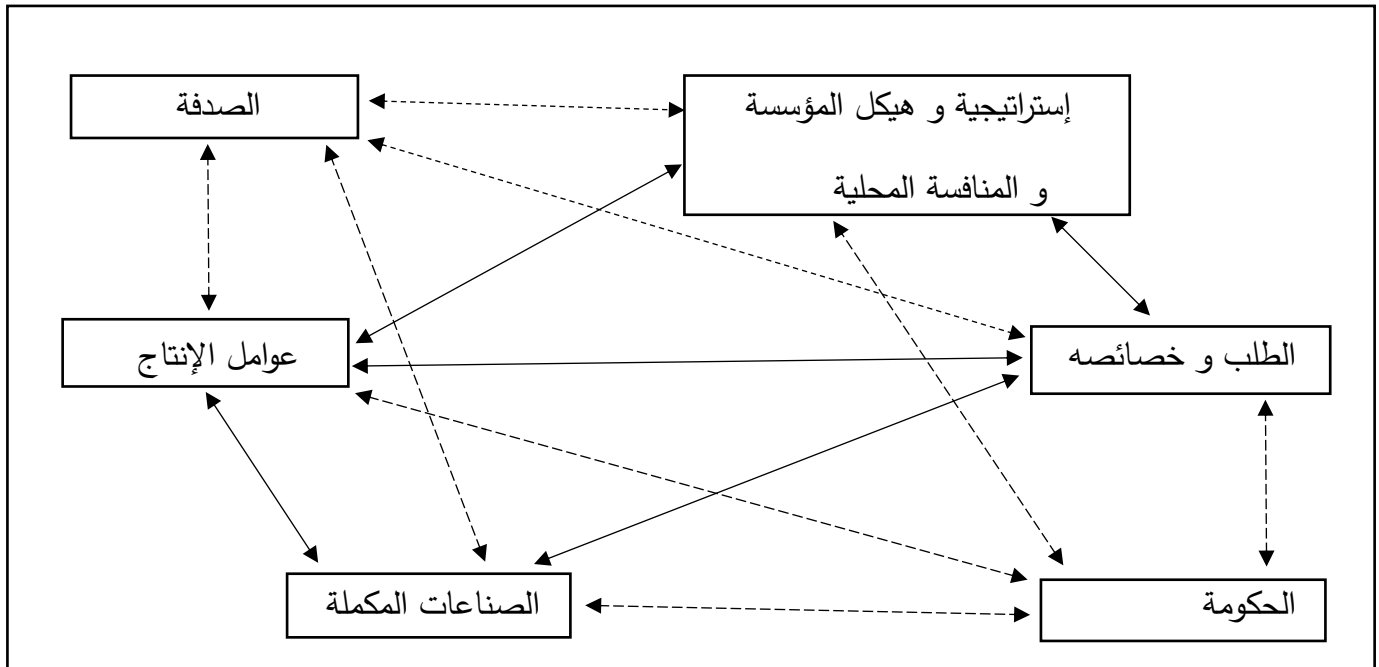 إستراتيجية و هيكل المؤسسة
و المنافسة المحلية
الصدفة
الطلب و خصائصه
عوامل الإنتاج
الحكومة
الصناعات المكملة